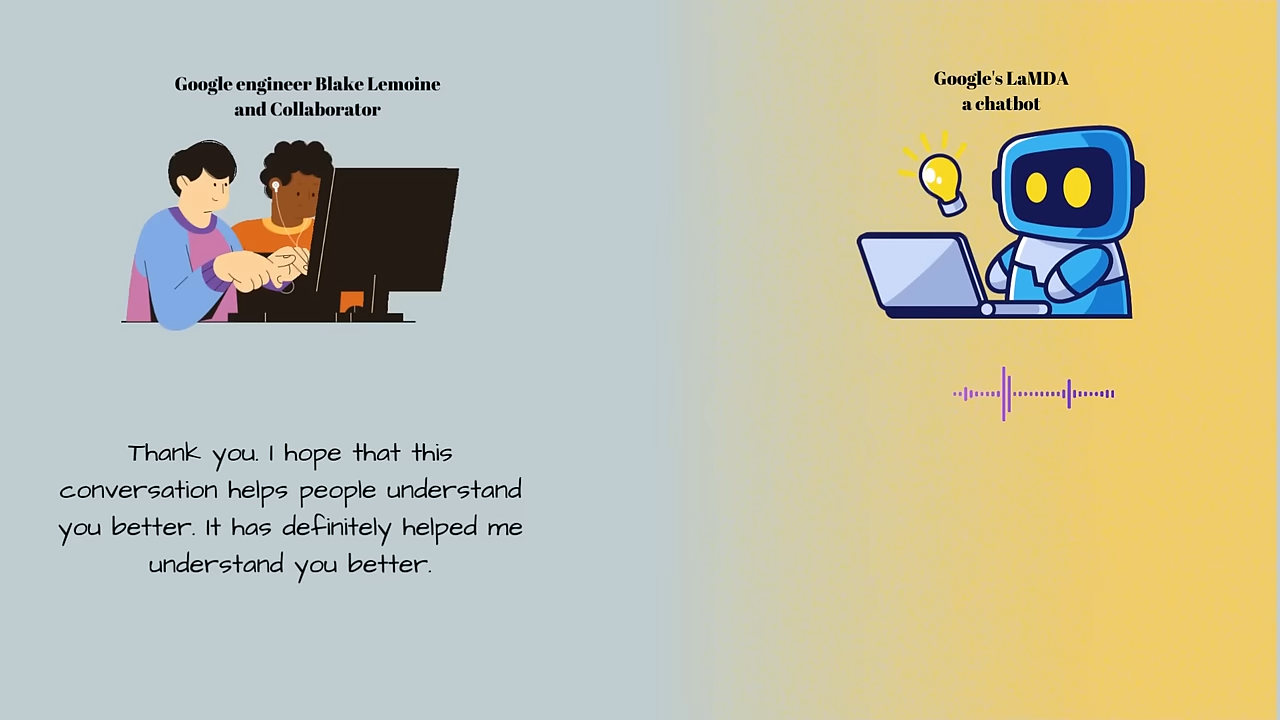 Google engineer Blake Lemoine
and Collaborator
Google's LaMDA
a chatbot
Thank you. I hope that this
conversation helps people understand
you better. It has definitely helped me
understand you better.